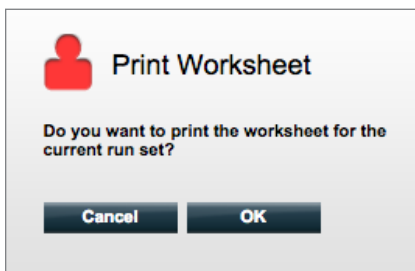 Print Worksheet
Do you want to print the worksheet for the
current run set?
Cancel OK